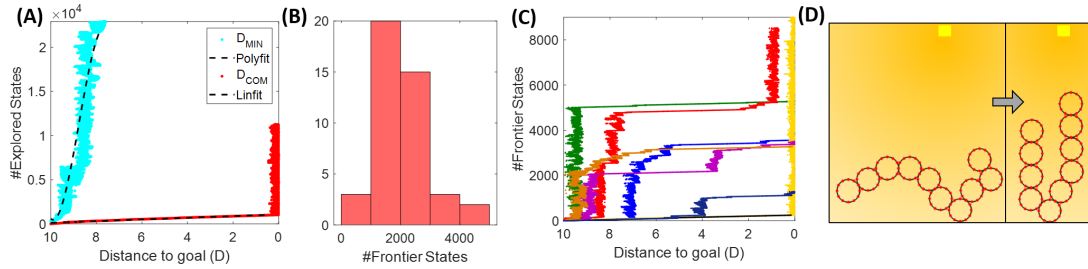 (A)
#Explored States
×10⁴
2
1.5
1
0.5
0
10
8
6
4
2
0
Distance to goal (D)
D_MIN
Polyfit
D_COM
Linfit
(B)
20
15
10
5
0
0
2000
4000
#Frontier States
(C)
#Frontier States
8000
6000
4000
2000
0
10
8
6
4
2
0
Distance to goal (D)
(D)